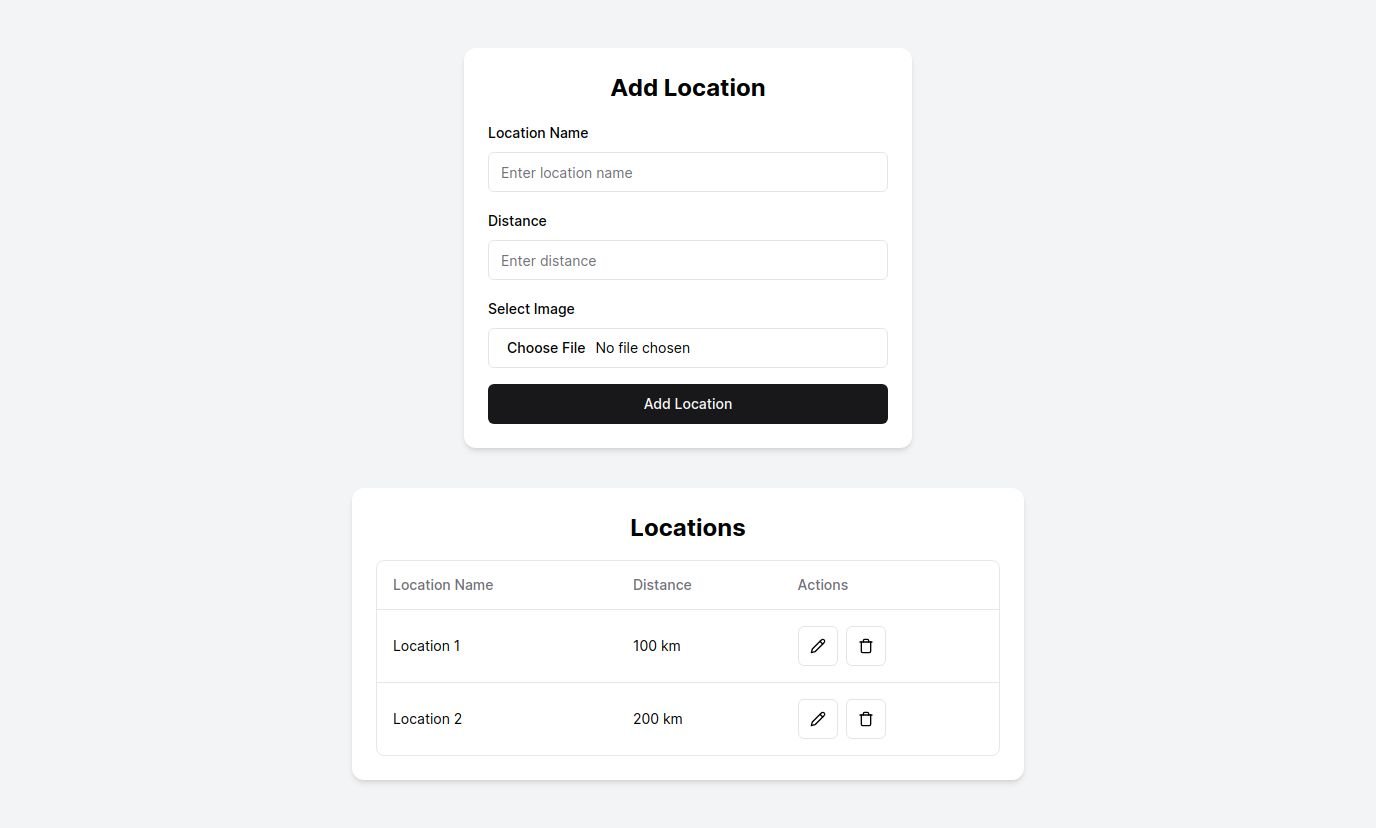 Add Location
Location Name
Enter location name
Distance
Enter distance
Select Image
Choose File No file chosen
Add Location
Locations
Location Name Distance Actions
Location 1 100 km
Location 2 200 km